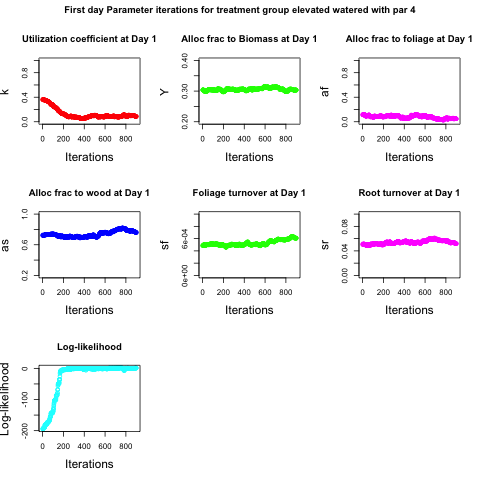 First day Parameter iterations for treatment group elevated watered with par 4
Utilization coefficient at Day 1
k
0.0 0.4 0.8
0 200 400 600 800
Iterations
Alloc frac to Biomass at Day 1
Y
0.20 0.30 0.40
0 200 400 600 800
Iterations
Alloc frac to foliage at Day 1
af
0.0 0.4 0.8
0 200 400 600 800
Iterations
Alloc frac to wood at Day 1
as
0.2 0.6 1.0
0 200 400 600 800
Iterations
Foliage turnover at Day 1
sf
0e+00 6e-04
0 200 400 600 800
Iterations
Root turnover at Day 1
sr
0.00 0.04 0.08
0 200 400 600 800
Iterations
Log-likelihood
Log-likelihood
-200 -100 0
0 200 400 600 800
Iterations